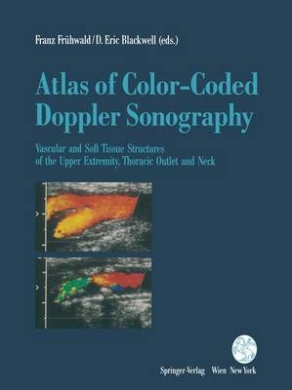 Franz Frühwald/D. Eric Blackwell (eds.)
Atlas of Color-Coded
Doppler Sonography
Vascular and Soft Tissue Structures
of the Upper Extremity, Thoracic Outlet and Neck
Springer-Verlag Wien New York